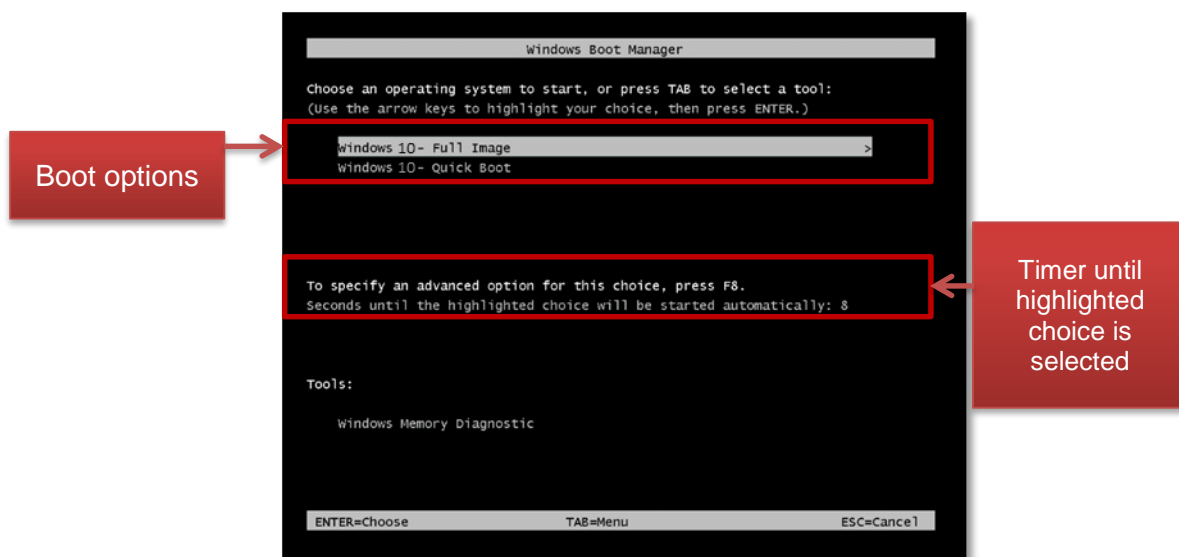 Windows Boot Manager
Choose an operating system to start, or press TAB to select a tool:
(Use the arrow keys to highlight your choice, then press ENTER.)
Windows 10- Full Image >
Windows 10- Quick Boot
Boot options
To specify an advanced option for this choice, press F8.
Seconds until the highlighted choice will be started automatically: 8
Timer until
highlighted
choice is
selected
Tools:
Windows Memory Diagnostic
ENTER=Choose TAB=Menu ESC=Cancel